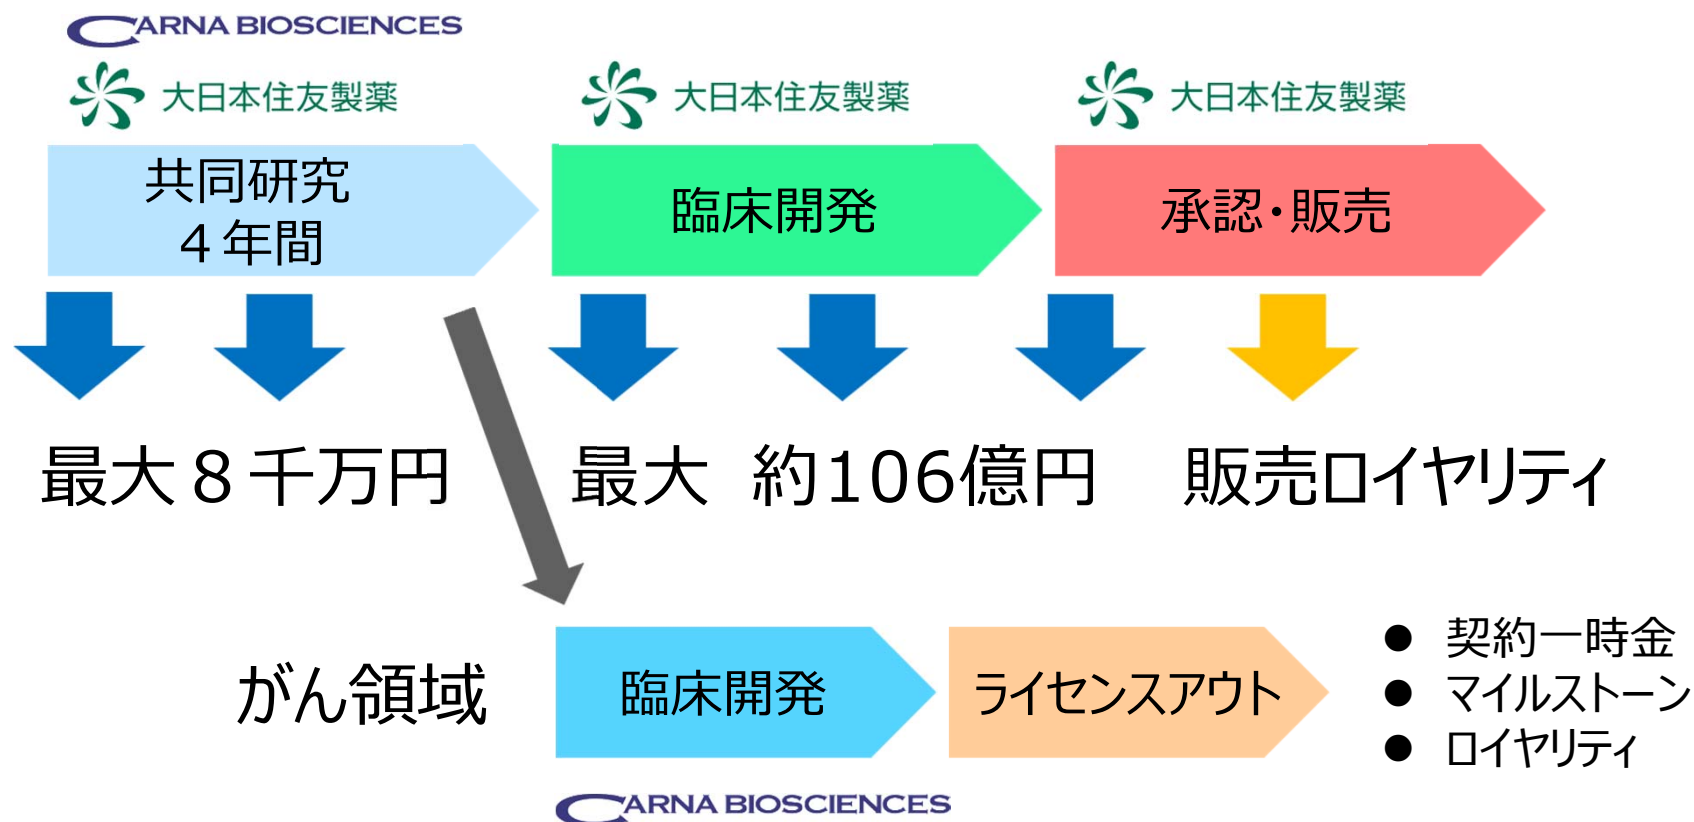 CARNA BIOSCIENCES
大日本住友製薬
大日本住友製薬
大日本住友製薬
共同研究
４年間
臨床開発
承認・販売
最大８千万円
最大 約106億円
販売ロイヤリティ
がん領域
臨床開発
ライセンスアウト
● 契約一時金
● マイルストーン
● ロイヤリティ
CARNA BIOSCIENCES